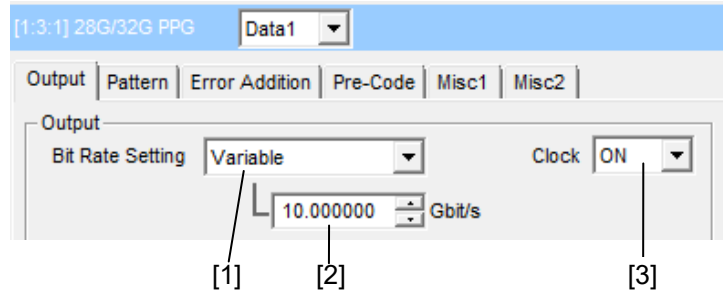 [1:3:1] 28G/32G PPG Data1
Output Pattern Error Addition Pre-Code Misc1 Misc2
Output
Bit Rate Setting Variable Clock ON
10.000000 Gbit/s
[1] [2] [3]